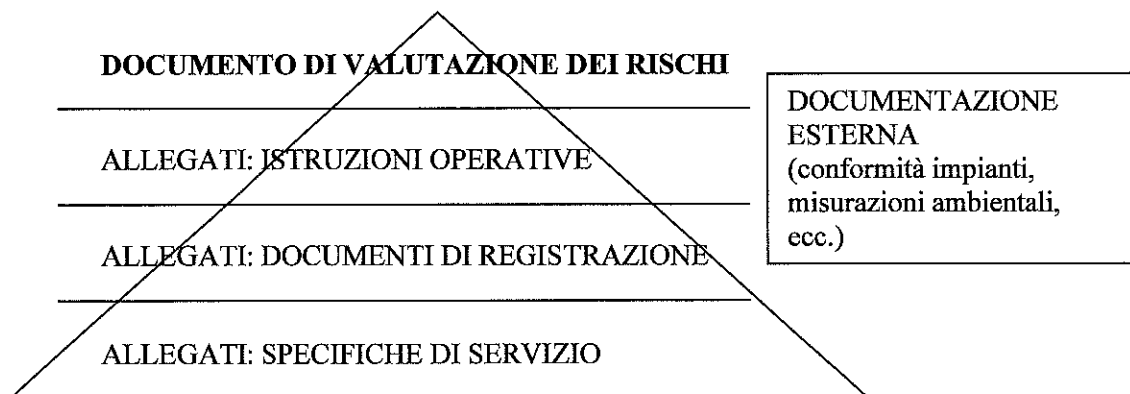 DOCUMENTO DI VALUTAZIONE DEI RISCHI
ALLEGATI: ISTRUZIONI OPERATIVE
ALLEGATI: DOCUMENTI DI REGISTRAZIONE
ALLEGATI: SPECIFICHE DI SERVIZIO
DOCUMENTAZIONE
ESTERNA
(conformità impianti,
misurazioni ambientali,
ecc.)